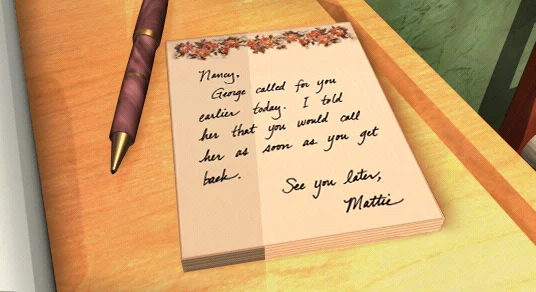 Nancy,
George called for you
earlier today. I told
her that you would call
her as soon as you get
back.
See you later,
Mattie